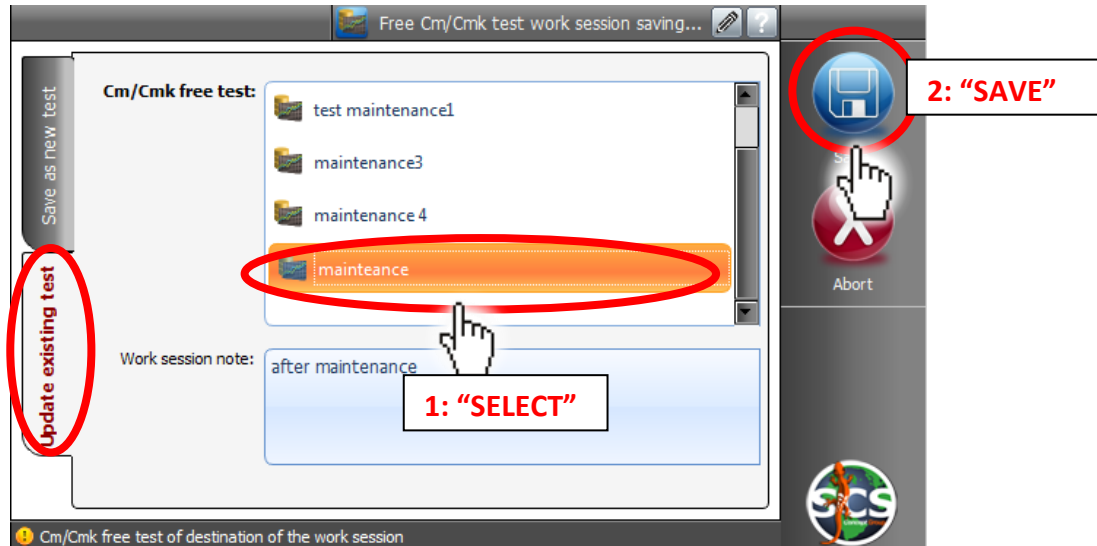 Free Cm/Cmk test work session saving...
?
Save as new test
Update existing test
Cm/Cmk free test:
test maintenance1
maintenance3
maintenance 4
mainteance
Work session note:
after maintenance
1: “SELECT”
2: “SAVE”
Abort
SCS
Cm/Cmk free test of destination of the work session